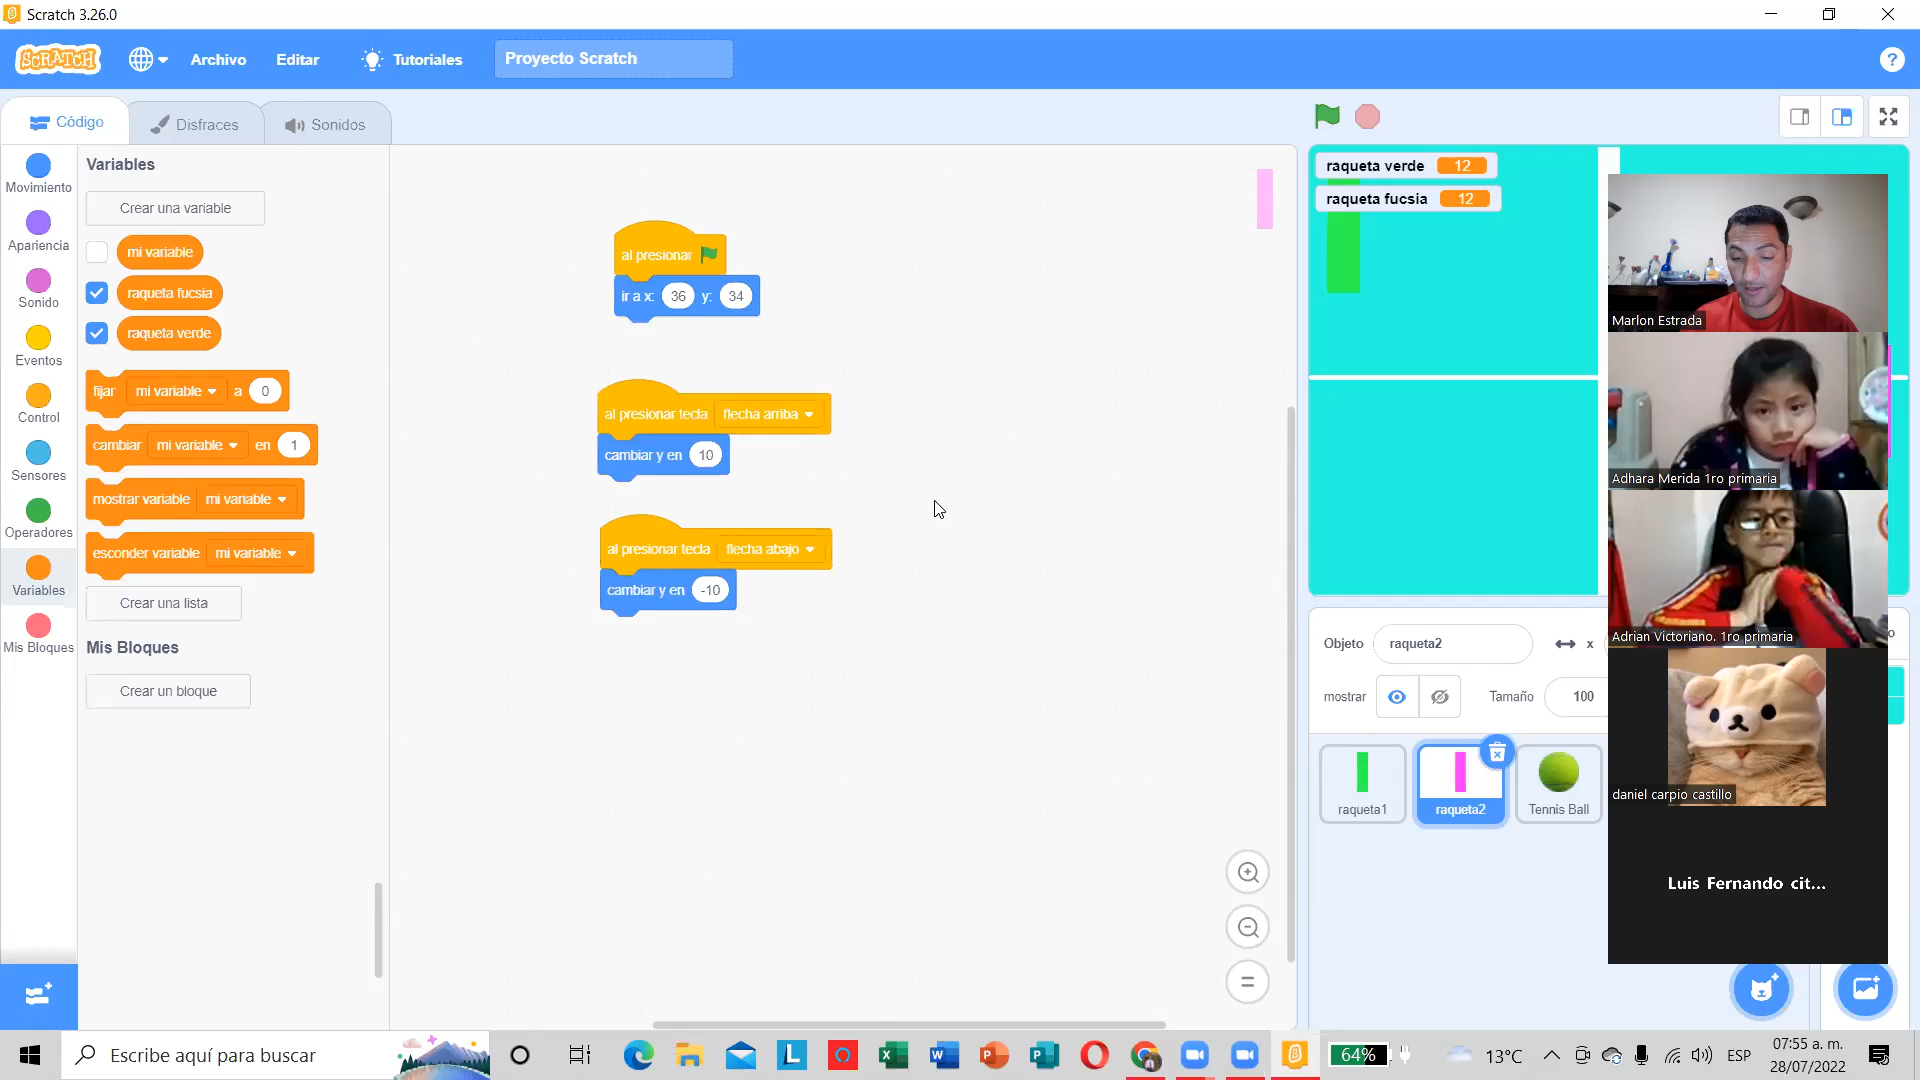 Scratch 3.26.0
SCRATCH
Archivo
Editar
Tutoriales
Proyecto Scratch
Código
Disfraces
Sonidos
Movimiento
Apariencia
Sonido
Eventos
Control
Sensores
Operadores
Variables
Mis Bloques
Variables
Crear una variable
mi variable
raqueta fucsia
raqueta verde
fijar mi variable a 0
cambiar mi variable en 1
mostrar variable mi variable
esconder variable mi variable
Crear una lista
Mis Bloques
Crear un bloque
al presionar
ir a x: 36 y: 34
al presionar tecla flecha arriba
cambiar y en 10
al presionar tecla flecha abajo
cambiar y en -10
raqueta verde 12
raqueta fucsia 12
Marlon Estrada
Adhara Merida 1ro primaria
Adrian Victoriano. 1ro primaria
daniel carpio castillo
Luis Fernando cit...
Objeto raqueta2 x
mostrar Tamaño 100
raqueta1
raqueta2
Tennis Ball
Escribe aquí para buscar
64%
13°C
ESP
07:55 a. m.
28/07/2022